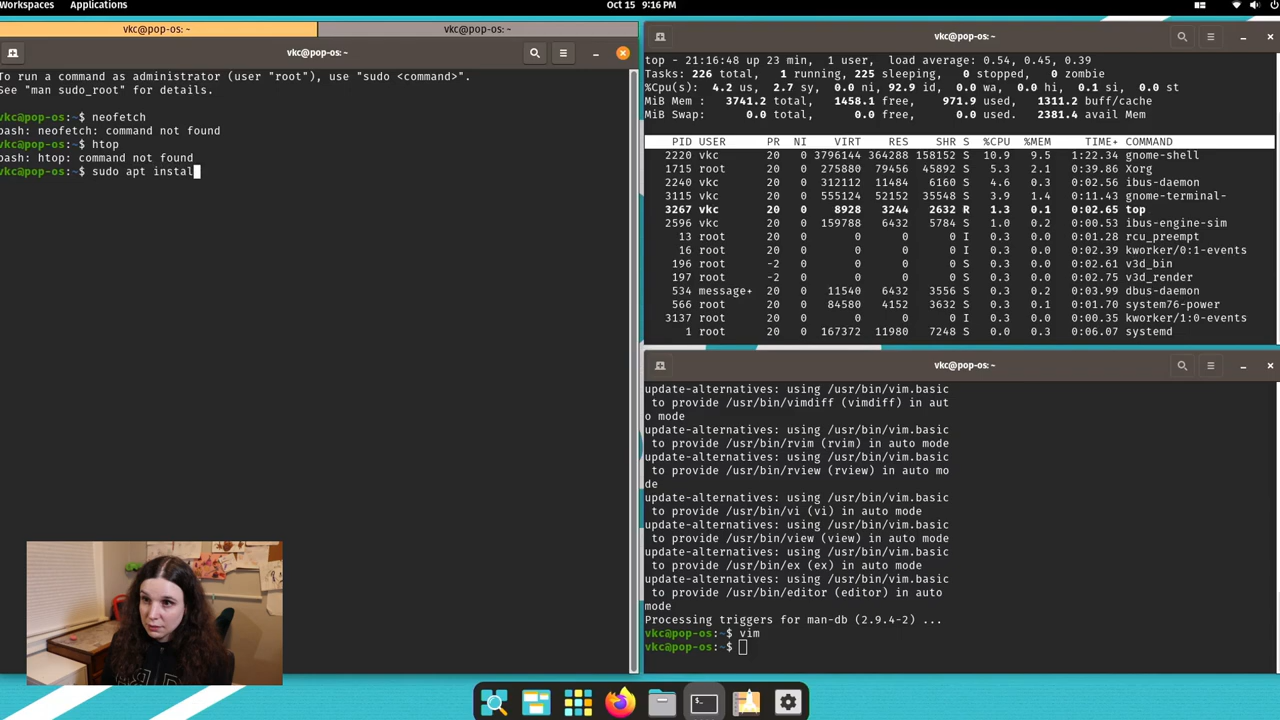 Workspaces
Applications
Oct 15 9:16 PM
vkc@pop-os: ~
vkc@pop-os: ~
vkc@pop-os: ~
To run a command as administrator (user "root"), use "sudo <command>".
See "man sudo_root" for details.
vkc@pop-os:~$ neofetch
bash: neofetch: command not found
vkc@pop-os:~$ htop
bash: htop: command not found
vkc@pop-os:~$ sudo apt instal
vkc@pop-os:~
top - 21:16:48 up 23 min, 1 user, load average: 0.54, 0.45, 0.39
Tasks: 226 total, 1 running, 225 sleeping, 0 stopped, 0 zombie
%Cpu(s): 4.2 us, 2.7 sy, 0.0 ni, 92.9 id, 0.0 wa, 0.0 hi, 0.1 si, 0.0 st
MiB Mem : 3741.2 total, 1458.1 free, 971.9 used, 1311.2 buff/cache
MiB Swap: 0.0 total, 0.0 free, 0.0 used. 2381.4 avail Mem
PID USER PR NI VIRT RES SHR S %CPU %MEM TIME+ COMMAND
2220 vkc 20 0 3796144 364288 158152 S 10.9 9.5 1:22.34 gnome-shell
1715 root 20 0 275880 79456 45892 S 5.3 2.1 0:39.86 Xorg
2240 vkc 20 0 312112 11484 6160 S 4.6 0.3 0:02.56 ibus-daemon
3115 vkc 20 0 555124 52152 35548 S 3.9 1.4 0:11.43 gnome-terminal-
3267 vkc 20 0 8928 3244 2632 R 1.3 0.1 0:02.65 top
2596 vkc 20 0 159788 6432 5784 S 1.0 0.2 0:00.53 ibus-engine-sim
13 root 20 0 0 0 0 I 0.3 0.0 0:01.28 rcu_preempt
16 root 20 0 0 0 0 I 0.3 0.0 0:02.39 kworker/0:1-events
196 root -2 0 0 0 0 S 0.3 0.0 0:02.61 v3d_bin
197 root -2 0 0 0 0 S 0.3 0.0 0:02.75 v3d_render
534 message+ 20 0 11540 6432 3556 S 0.3 0.2 0:03.99 dbus-daemon
566 root 20 0 84580 4152 3632 S 0.3 0.1 0:01.70 system76-power
3137 root 20 0 0 0 0 I 0.3 0.0 0:00.35 kworker/1:0-events
1 root 20 0 167372 11980 7248 S 0.0 0.3 0:06.07 systemd
vkc@pop-os:~
update-alternatives: using /usr/bin/vim.basic
to provide /usr/bin/vimdiff (vimdiff) in aut
o mode
update-alternatives: using /usr/bin/vim.basic
to provide /usr/bin/rvim (rvim) in auto mode
update-alternatives: using /usr/bin/vim.basic
to provide /usr/bin/rview (rview) in auto mo
de
update-alternatives: using /usr/bin/vim.basic
to provide /usr/bin/vi (vi) in auto mode
update-alternatives: using /usr/bin/vim.basic
to provide /usr/bin/view (view) in auto mode
update-alternatives: using /usr/bin/vim.basic
to provide /usr/bin/ex (ex) in auto mode
update-alternatives: using /usr/bin/vim.basic
to provide /usr/bin/editor (editor) in auto
mode
Processing triggers for man-db (2.9.4-2) ...
vkc@pop-os:~$ vim
vkc@pop-os:~$